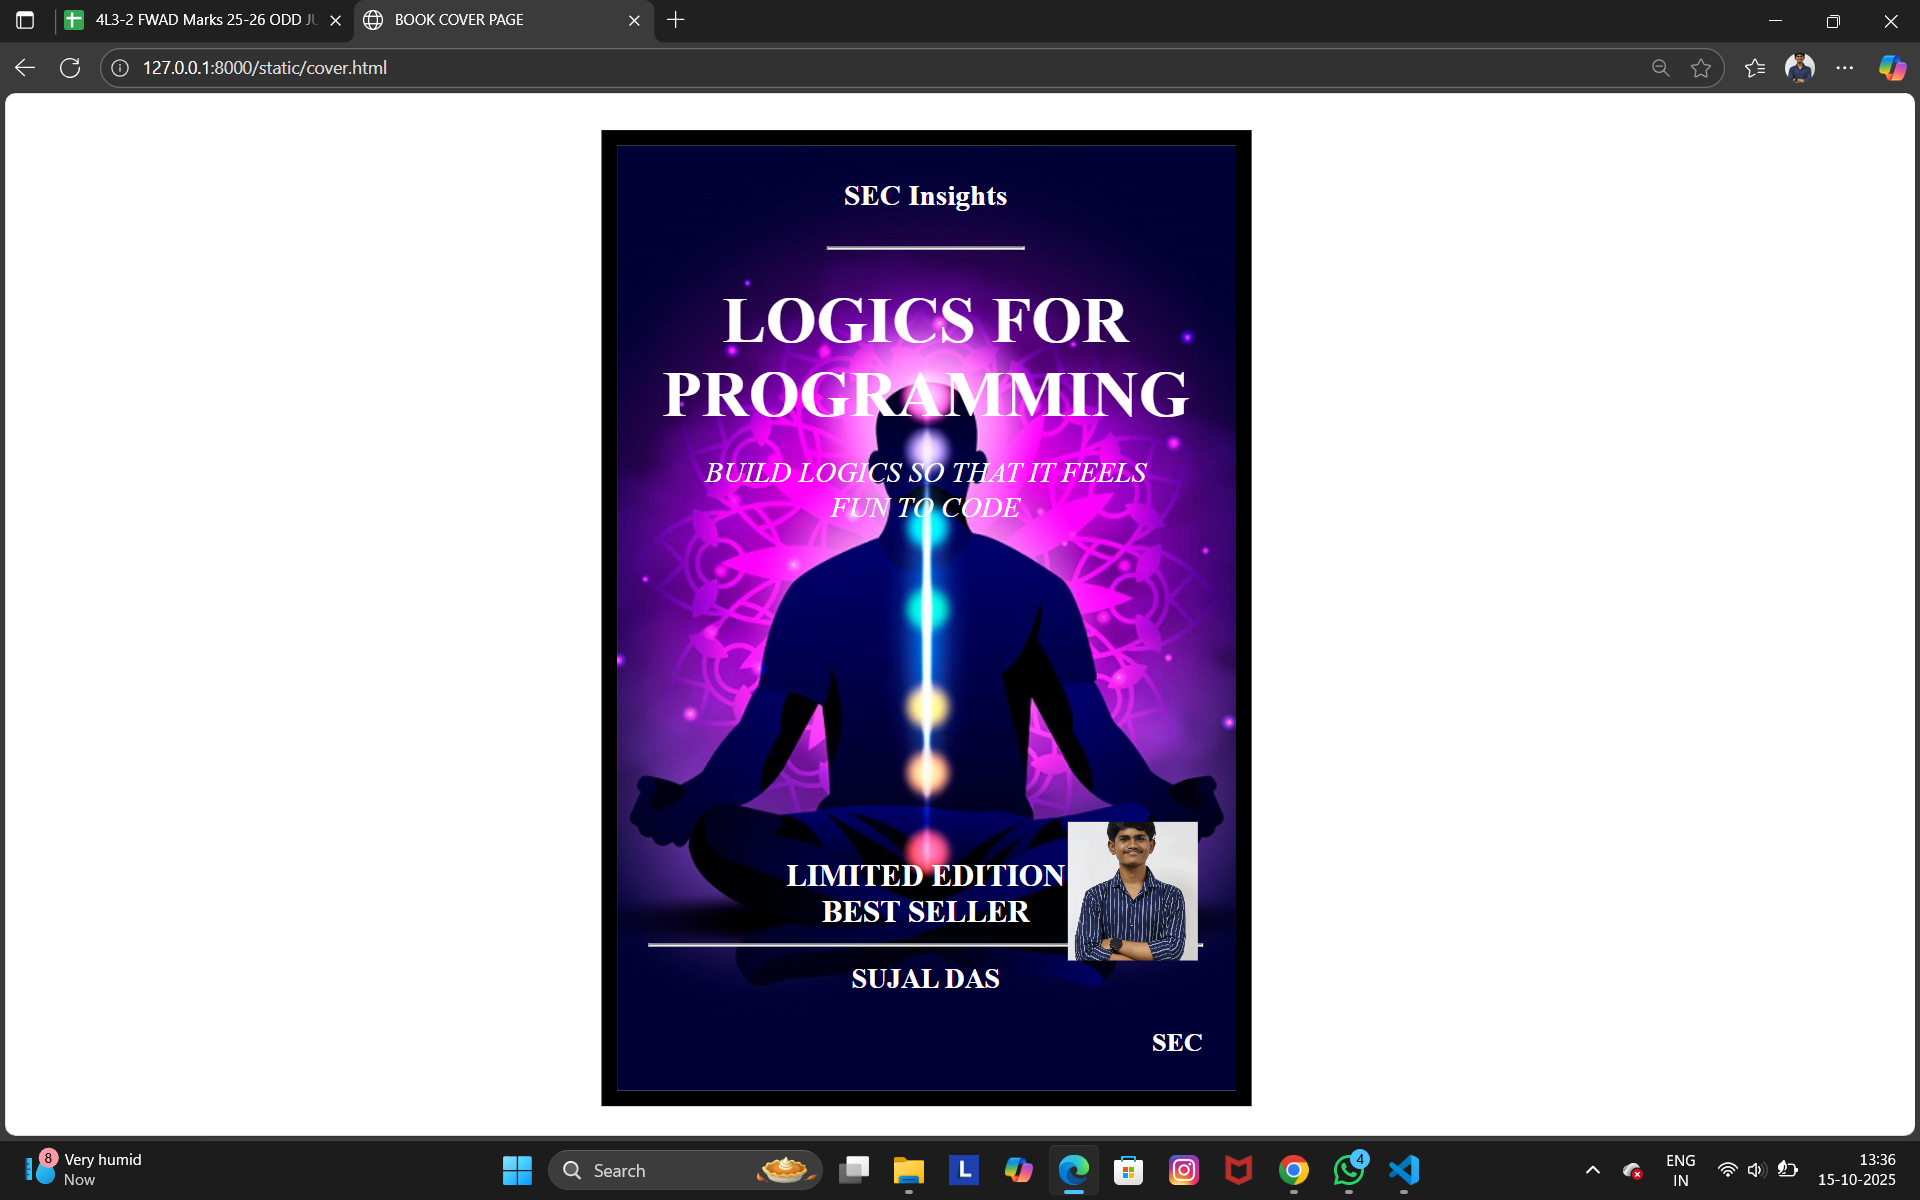 4L3-2 FWAD Marks 25-26 ODD
BOOK COVER PAGE
127.0.0.1:8000/static/cover.html
SEC Insights
LOGICS FOR
PROGRAMMING
BUILD LOGICS SO THAT IT FEELS
FUN TO CODE
LIMITED EDITION
BEST SELLER
SUJAL DAS
SEC
8
Very humid
Now
Search
L
4
ENG
IN
13:36
15-10-2025